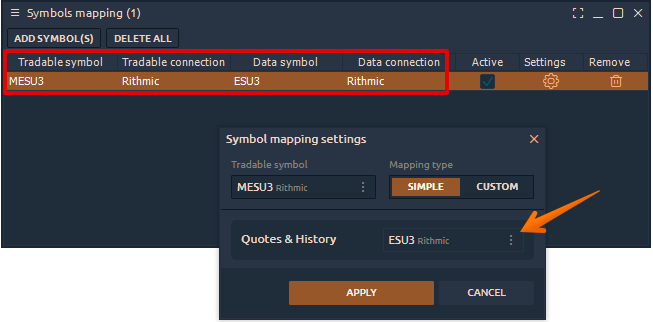 Symbols mapping (1)
ADD SYMBOL(S) DELETE ALL
Tradable symbol Tradable connection Data symbol Data connection Active Settings Remove
MESU3 Rithmic ESU3 Rithmic
Symbol mapping settings
Tradable symbol Mapping type
MESU3 Rithmic SIMPLE CUSTOM
Quotes & History ESU3 Rithmic
APPLY CANCEL